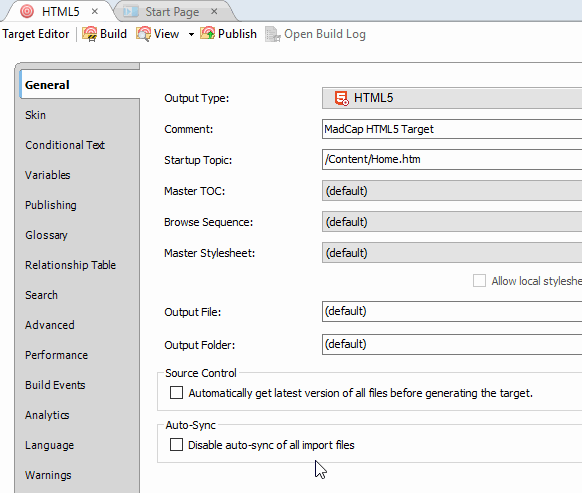 HTML5 Start Page
Target Editor Build View Publish Open Build Log
General
Skin
Conditional Text
Variables
Publishing
Glossary
Relationship Table
Search
Advanced
Performance
Build Events
Analytics
Language
Warnings
Output Type: HTML5
Comment: MadCap HTML5 Target
Startup Topic: /Content/Home.htm
Master TOC: (default)
Browse Sequence: (default)
Master Stylesheet: (default)
Allow local styleshe
Output File: (default)
Output Folder: (default)
Source Control
Automatically get latest version of all files before generating the target.
Auto-Sync
Disable auto-sync of all import files